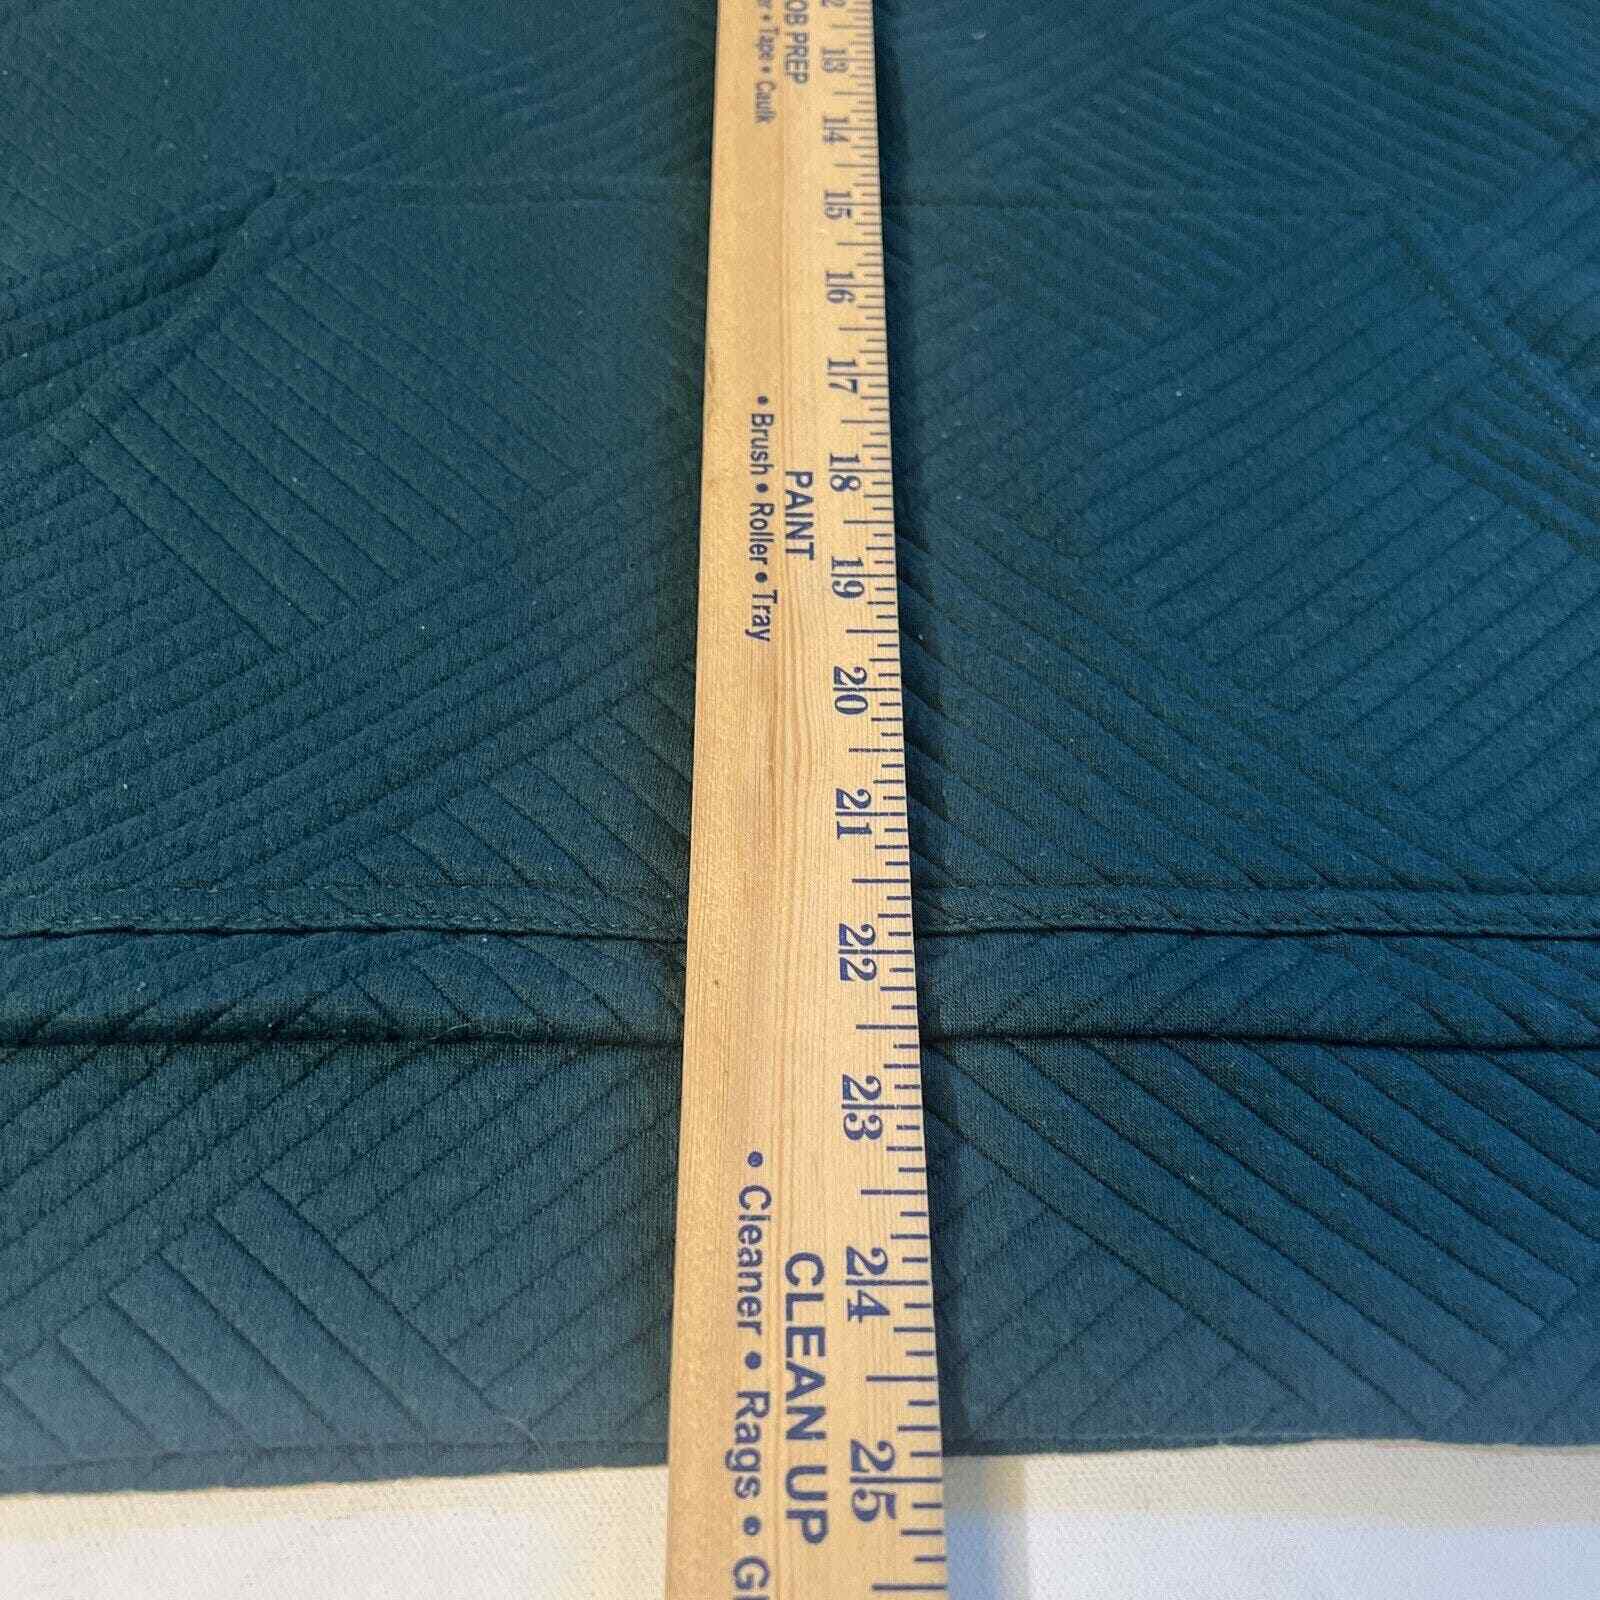 OB PREP
• Tape • Caulk
PAINT
• Brush • Roller • Tray
CLEAN UP
• Cleaner • Rags •
13
14
15
16
17
18
19
20
21
22
23
24
25